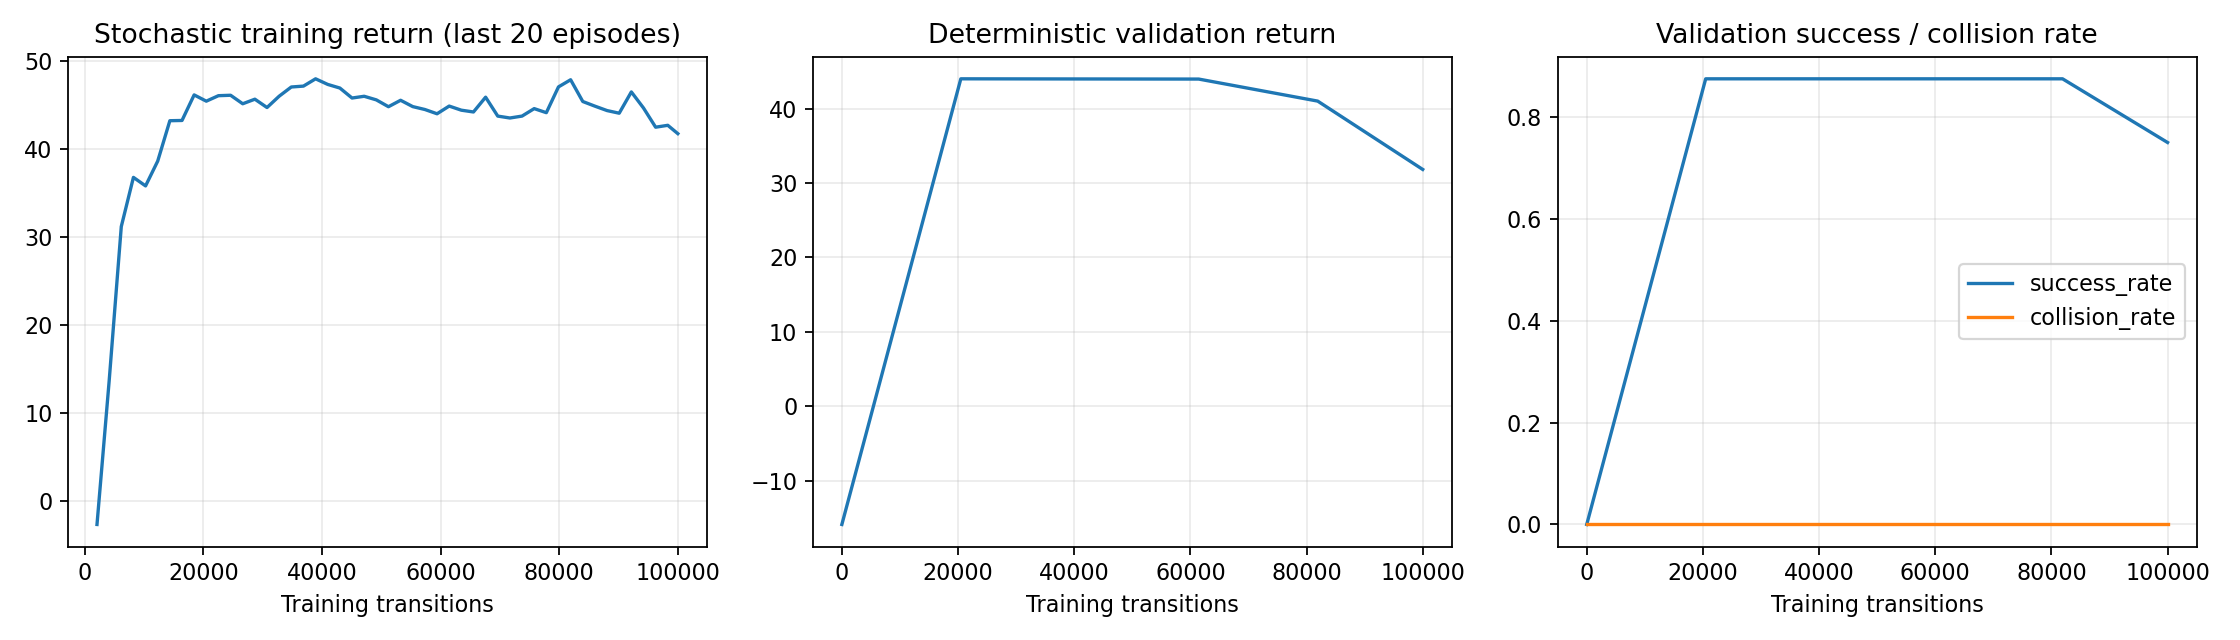 Stochastic training return (last 20 episodes)
50
40
30
20
10
0
0 20000 40000 60000 80000 100000
Training transitions
Deterministic validation return
40
30
20
10
0
−10
0 20000 40000 60000 80000 100000
Training transitions
Validation success / collision rate
0.8
0.6
0.4
0.2
0.0
success_rate
collision_rate
0 20000 40000 60000 80000 100000
Training transitions